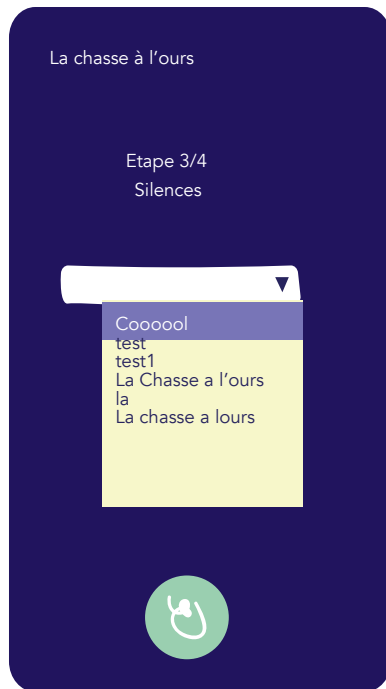 La chasse à l’ours
Etape 3/4
Silences
Coooool
test
test1
La Chasse a l’ours
la
La chasse a lours